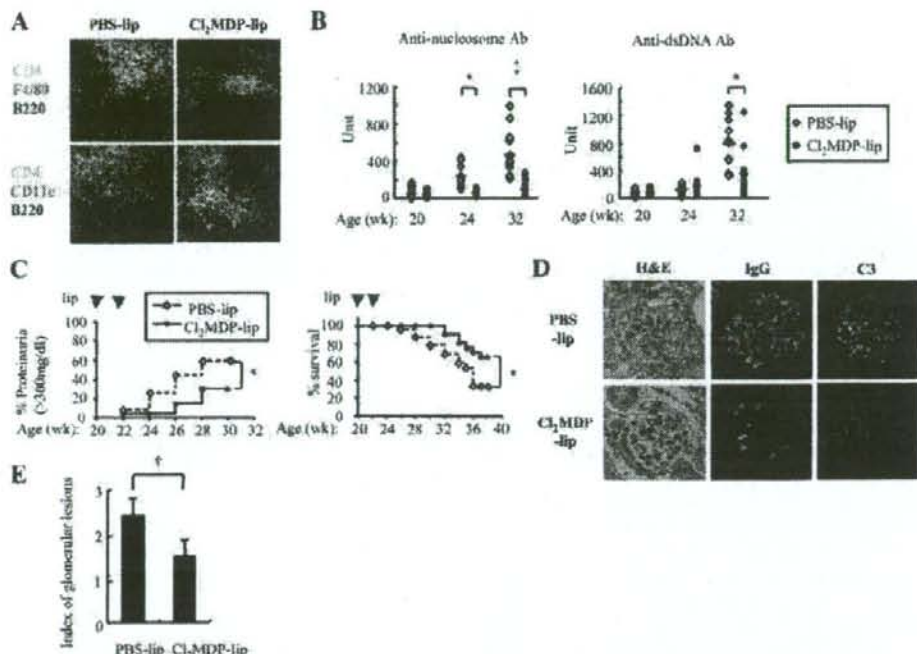 A
PBS-lip Cl₂MDP-lip
F4/80
B220
CD11c
B220
B
Anti-nucleosome Ab
Unit
1200
800
400
0
Age (wk): 20 24 32
*
‡
Anti-dsDNA Ab
Unit
1600
1200
800
400
0
Age (wk): 20 24 32
*
PBS-lip
Cl₂MDP-lip
C
lip
PBS-lip
Cl₂MDP-lip
% Proteinuria
(>300mg/dl)
100
80
60
40
20
0
Age (wk): 20 22 24 26 28 30 32
*
lip
% survival
100
80
60
40
20
0
Age (wk): 20 24 28 32 36 40
*
D
H&E IgG C3
PBS
-lip
Cl₂MDP
-lip
E
†
Index of glomerular lesions
3
2
1
0
PBS-lip Cl₂MDP-lip